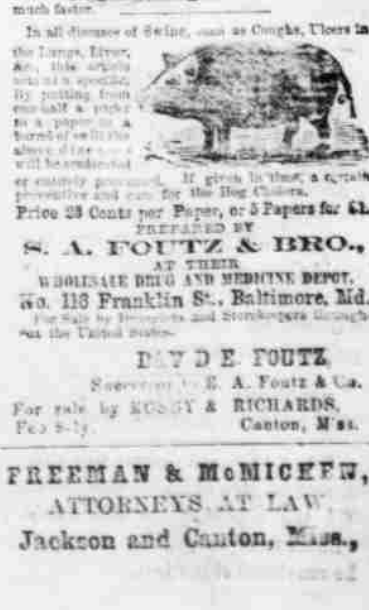 much faster.
In all diseases of Swine, such as Coughs, Ulcers in
the Lungs, Liver,
&c., this article
acts as a specific.
By putting from
one-half a paper
to a paper in a
barrel of swill the
above diseases
will be eradicated
or entirely prevented. If given in time, a certain
preventive and cure for the Hog Cholera.
Price 25 Cents per Paper, or 5 Papers for $1.
PREPARED BY
S. A. FOUTZ & BRO.,
AT THEIR
WHOLESALE DRUG AND MEDICINE DEPOT,
No. 116 Franklin St., Baltimore, Md.
For Sale by Druggists and Storekeepers through-
out the United States.
DAVID E. FOUTZ,
Successor to S. A. Foutz & Co.
For sale by & RICHARDS,
Canton, Miss.
FREEMAN & McMICKEN,
ATTORNEYS AT LAW,
Jackson and Canton, Miss.,